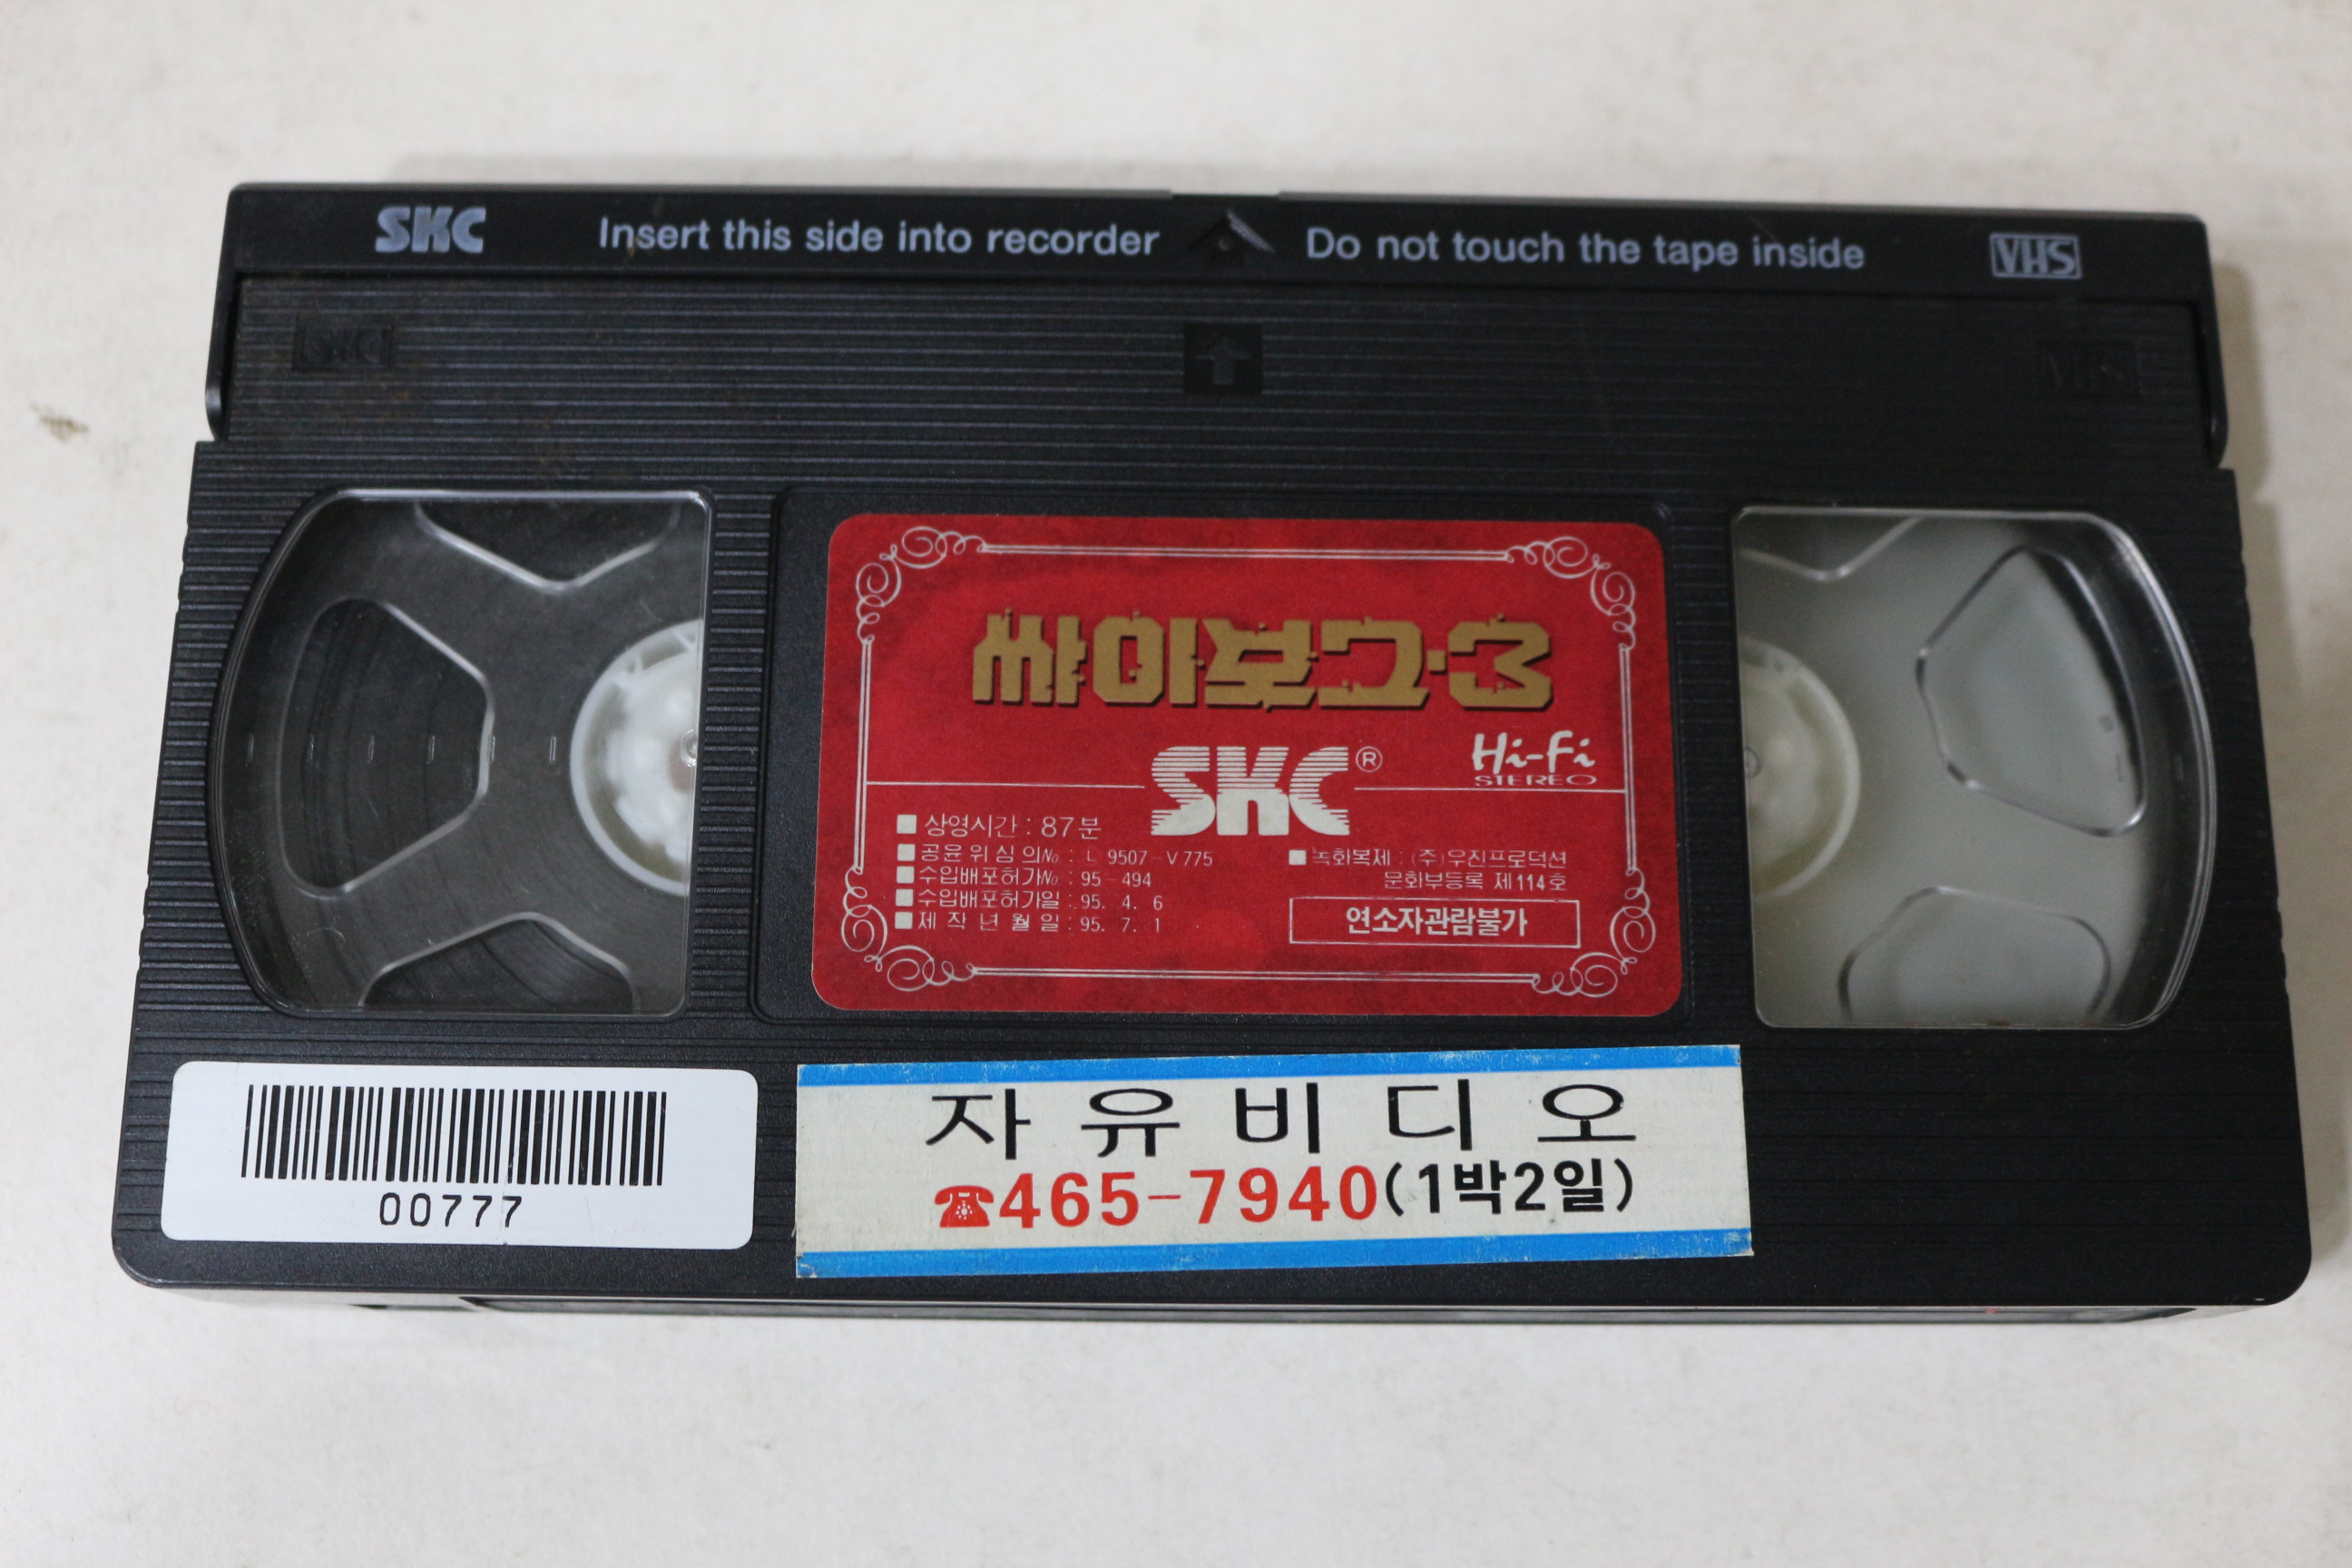 SKC Insert this side into recorder Do not touch the tape inside VHS
SKC VHS
싸이보그·3
SKC® Hi-Fi
STEREO
상영시간 : 87분
공윤위심의No. : L 9507-V775
수입배포허가No. : 95-494
수입배포허가일 : 95. 4. 6
제작년월일 : 95. 7. 1
녹화복제 : (주)우진프로덕션
문화부등록 제114호
연소자관람불가
00777
자유비디오
☎465-7940(1박2일)